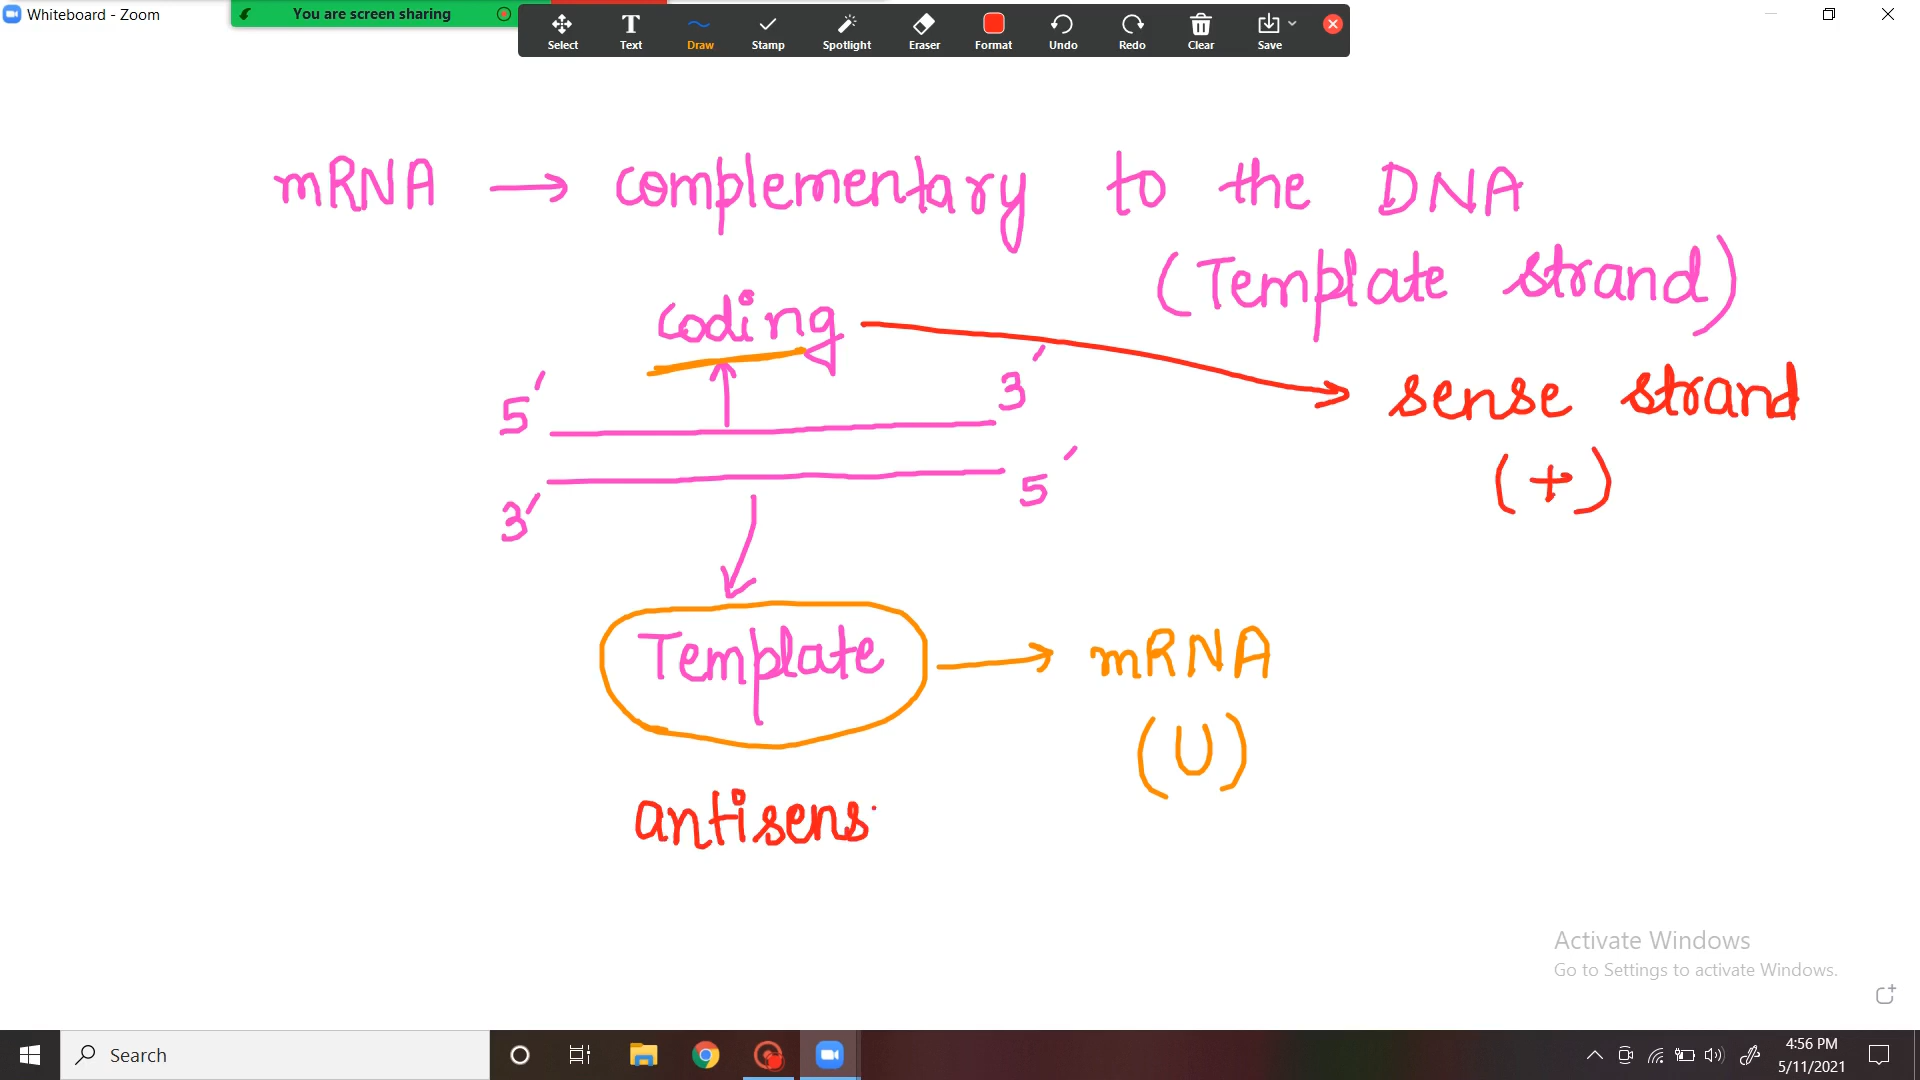 Whiteboard - Zoom
You are screen sharing
Select Text Draw Stamp Spotlight Eraser Format Undo Redo Clear Save
mRNA → complementary to the DNA
(Template strand)
coding
5' 3'
sense strand
(+)
3' 5'
Template → mRNA
(U)
antisens
Activate Windows
Go to Settings to activate Windows.
Search
4:56 PM
5/11/2021